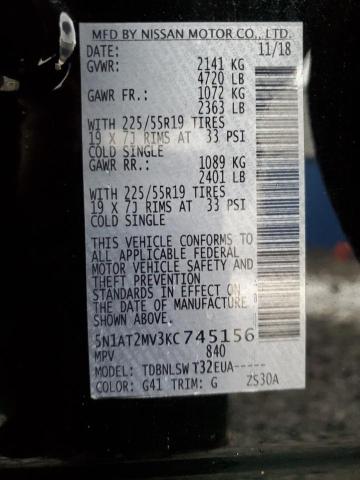 MFD BY NISSAN MOTOR CO., LTD.
DATE: 11/18
GVWR: 2141 KG
4720 LB
GAWR FR.: 1072 KG
2363 LB
WITH 225/55R19 TIRES
19 X 7J RIMS AT 33 PSI
COLD SINGLE
GAWR RR.: 1089 KG
2401 LB
WITH 225/55R19 TIRES
19 X 7J RIMS AT 33 PSI
COLD SINGLE
THIS VEHICLE CONFORMS TO
ALL APPLICABLE FEDERAL
MOTOR VEHICLE SAFETY AND
THEFT PREVENTION
STANDARDS IN EFFECT ON
THE DATE OF MANUFACTURE
SHOWN ABOVE.
5N1AT2MV3KC745156
MPV 840
MODEL: TDBNLSW T32EUA-----
COLOR: G41 TRIM: G ZS30A